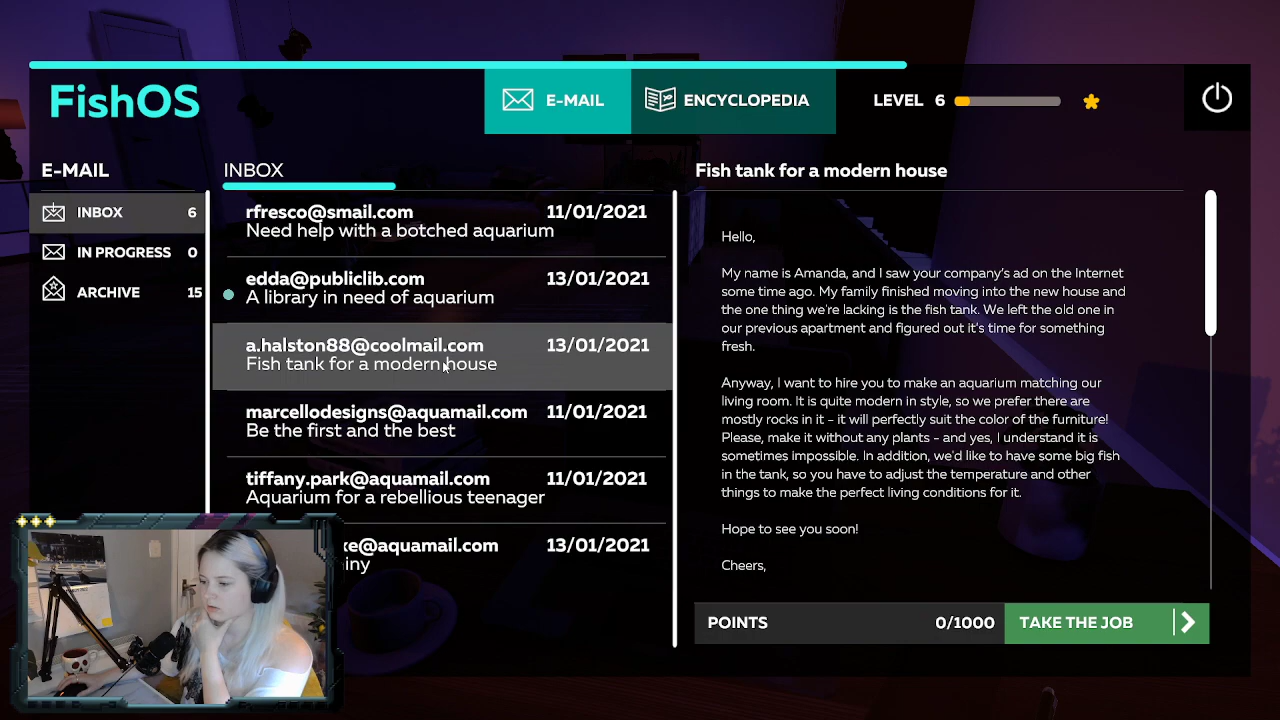 FishOS
E-MAIL
ENCYCLOPEDIA
LEVEL 6
E-MAIL
INBOX 6
IN PROGRESS 0
ARCHIVE 15
INBOX
rfresco@smail.com 11/01/2021
Need help with a botched aquarium
edda@publiclib.com 13/01/2021
A library in need of aquarium
a.halston88@coolmail.com 13/01/2021
Fish tank for a modern house
marcellodesigns@aquamail.com 11/01/2021
Be the first and the best
tiffany.park@aquamail.com 11/01/2021
Aquarium for a rebellious teenager
xe@aquamail.com 13/01/2021
iny
Fish tank for a modern house
Hello,
My name is Amanda, and I saw your company's ad on the Internet
some time ago. My family finished moving into the new house and
the one thing we're lacking is the fish tank. We left the old one in
our previous apartment and figured out it's time for something
fresh.
Anyway, I want to hire you to make an aquarium matching our
living room. It is quite modern in style, so we prefer there are
mostly rocks in it – it will perfectly suit the color of the furniture!
Please, make it without any plants – and yes, I understand it is
sometimes impossible. In addition, we'd like to have some big fish
in the tank, so you have to adjust the temperature and other
things to make the perfect living conditions for it.
Hope to see you soon!
Cheers,
POINTS 0/1000
TAKE THE JOB